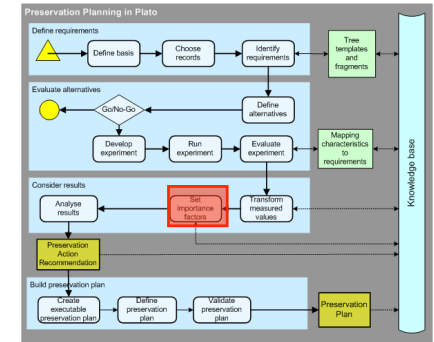 Preservation Planning in Plato
Define requirements
Define basis
Choose
records
Identify
requirements
Tree
templates
and
fragments
Evaluate alternatives
Go/No-Go
Define
alternatives
Develop
experiment
Run
experiment
Evaluate
experiment
Mapping
characteristics
to
requirements
Knowledge base
Consider results
Analyse
results
Set
importance
factors
Transform
measured
values
Preservation
Action
Recommendation
Build preservation plan
Create
executable
preservation plan
Define
preservation
plan
Validate
preservation
plan
Preservation
Plan